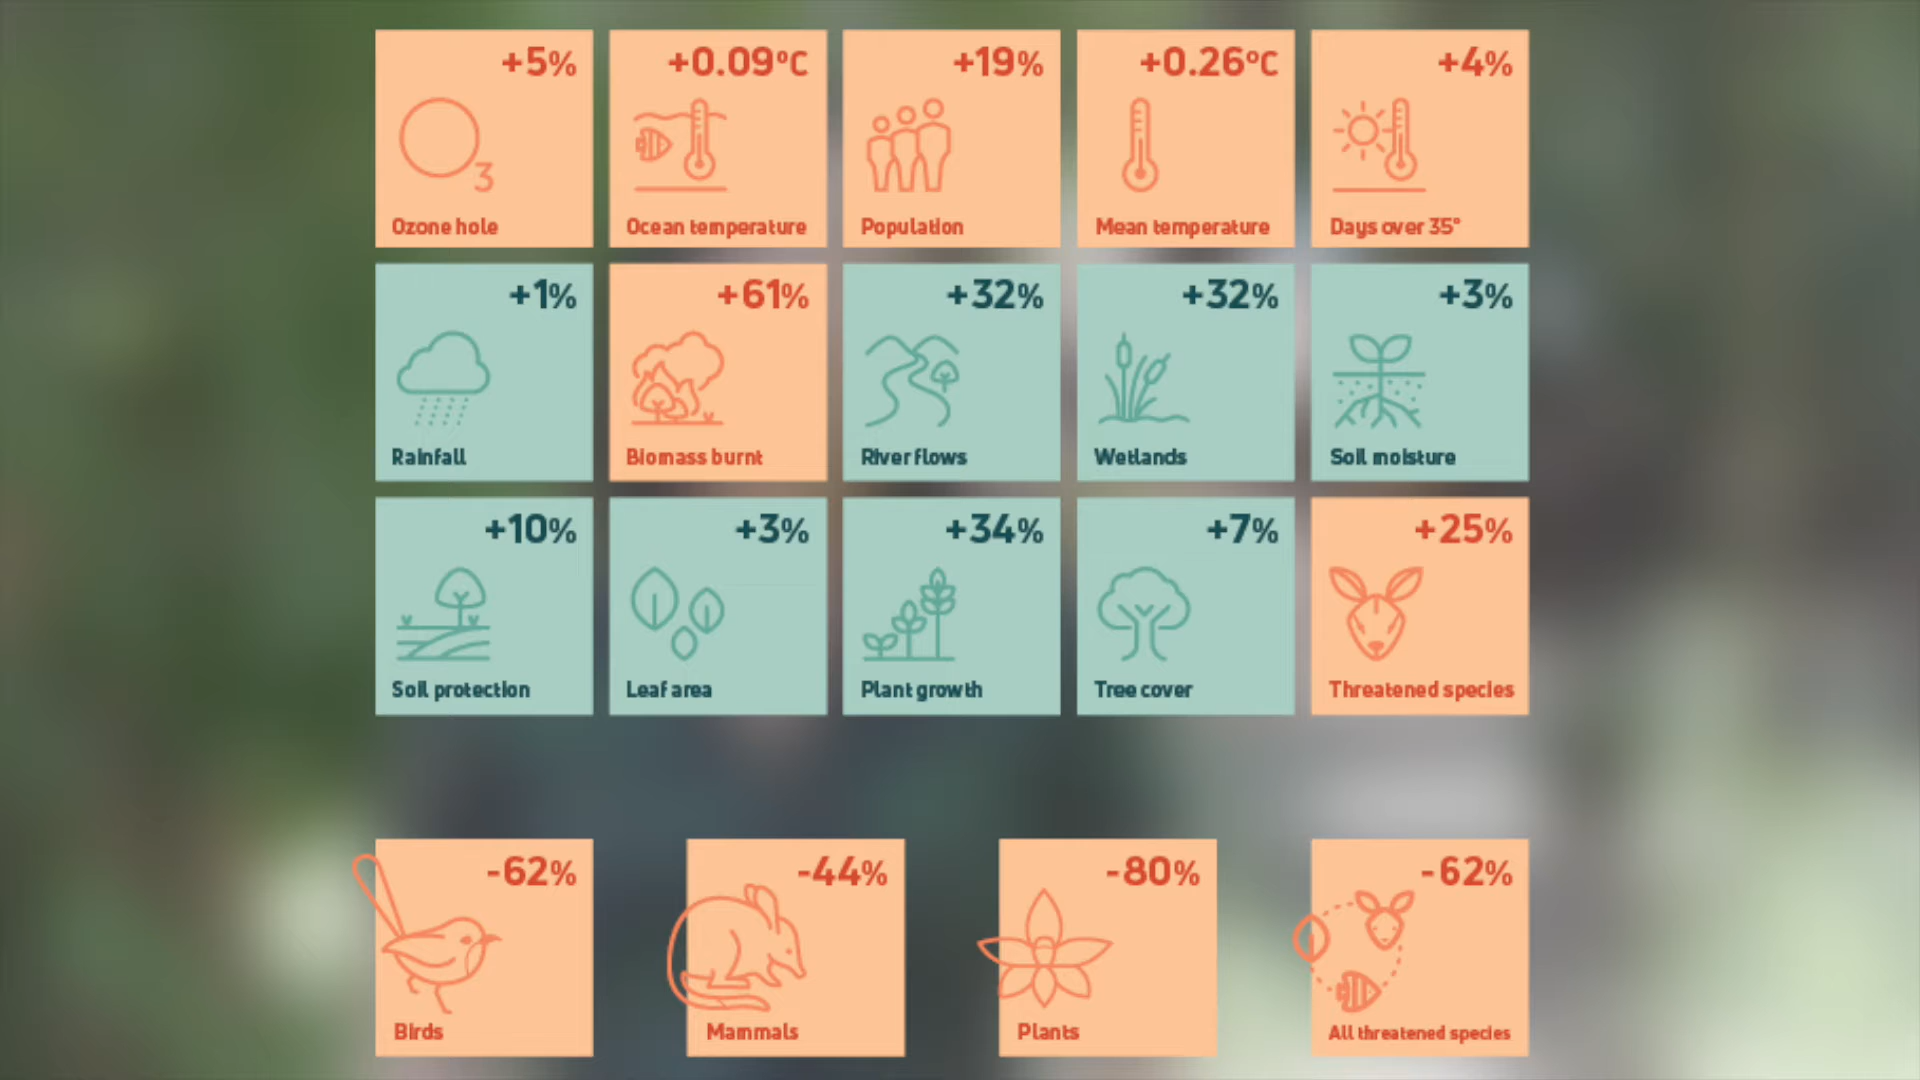 +5%
O3
Ozone hole
+0.09°C
Ocean temperature
+19%
Population
+0.26°C
Mean temperature
+4%
Days over 35°
+1%
Rainfall
+61%
Biomass burnt
+32%
River flows
+32%
Wetlands
+3%
Soil moisture
+10%
Soil protection
+3%
Leaf area
+34%
Plant growth
+7%
Tree cover
+25%
Threatened species
-62%
Birds
-44%
Mammals
-80%
Plants
-62%
All threatened species